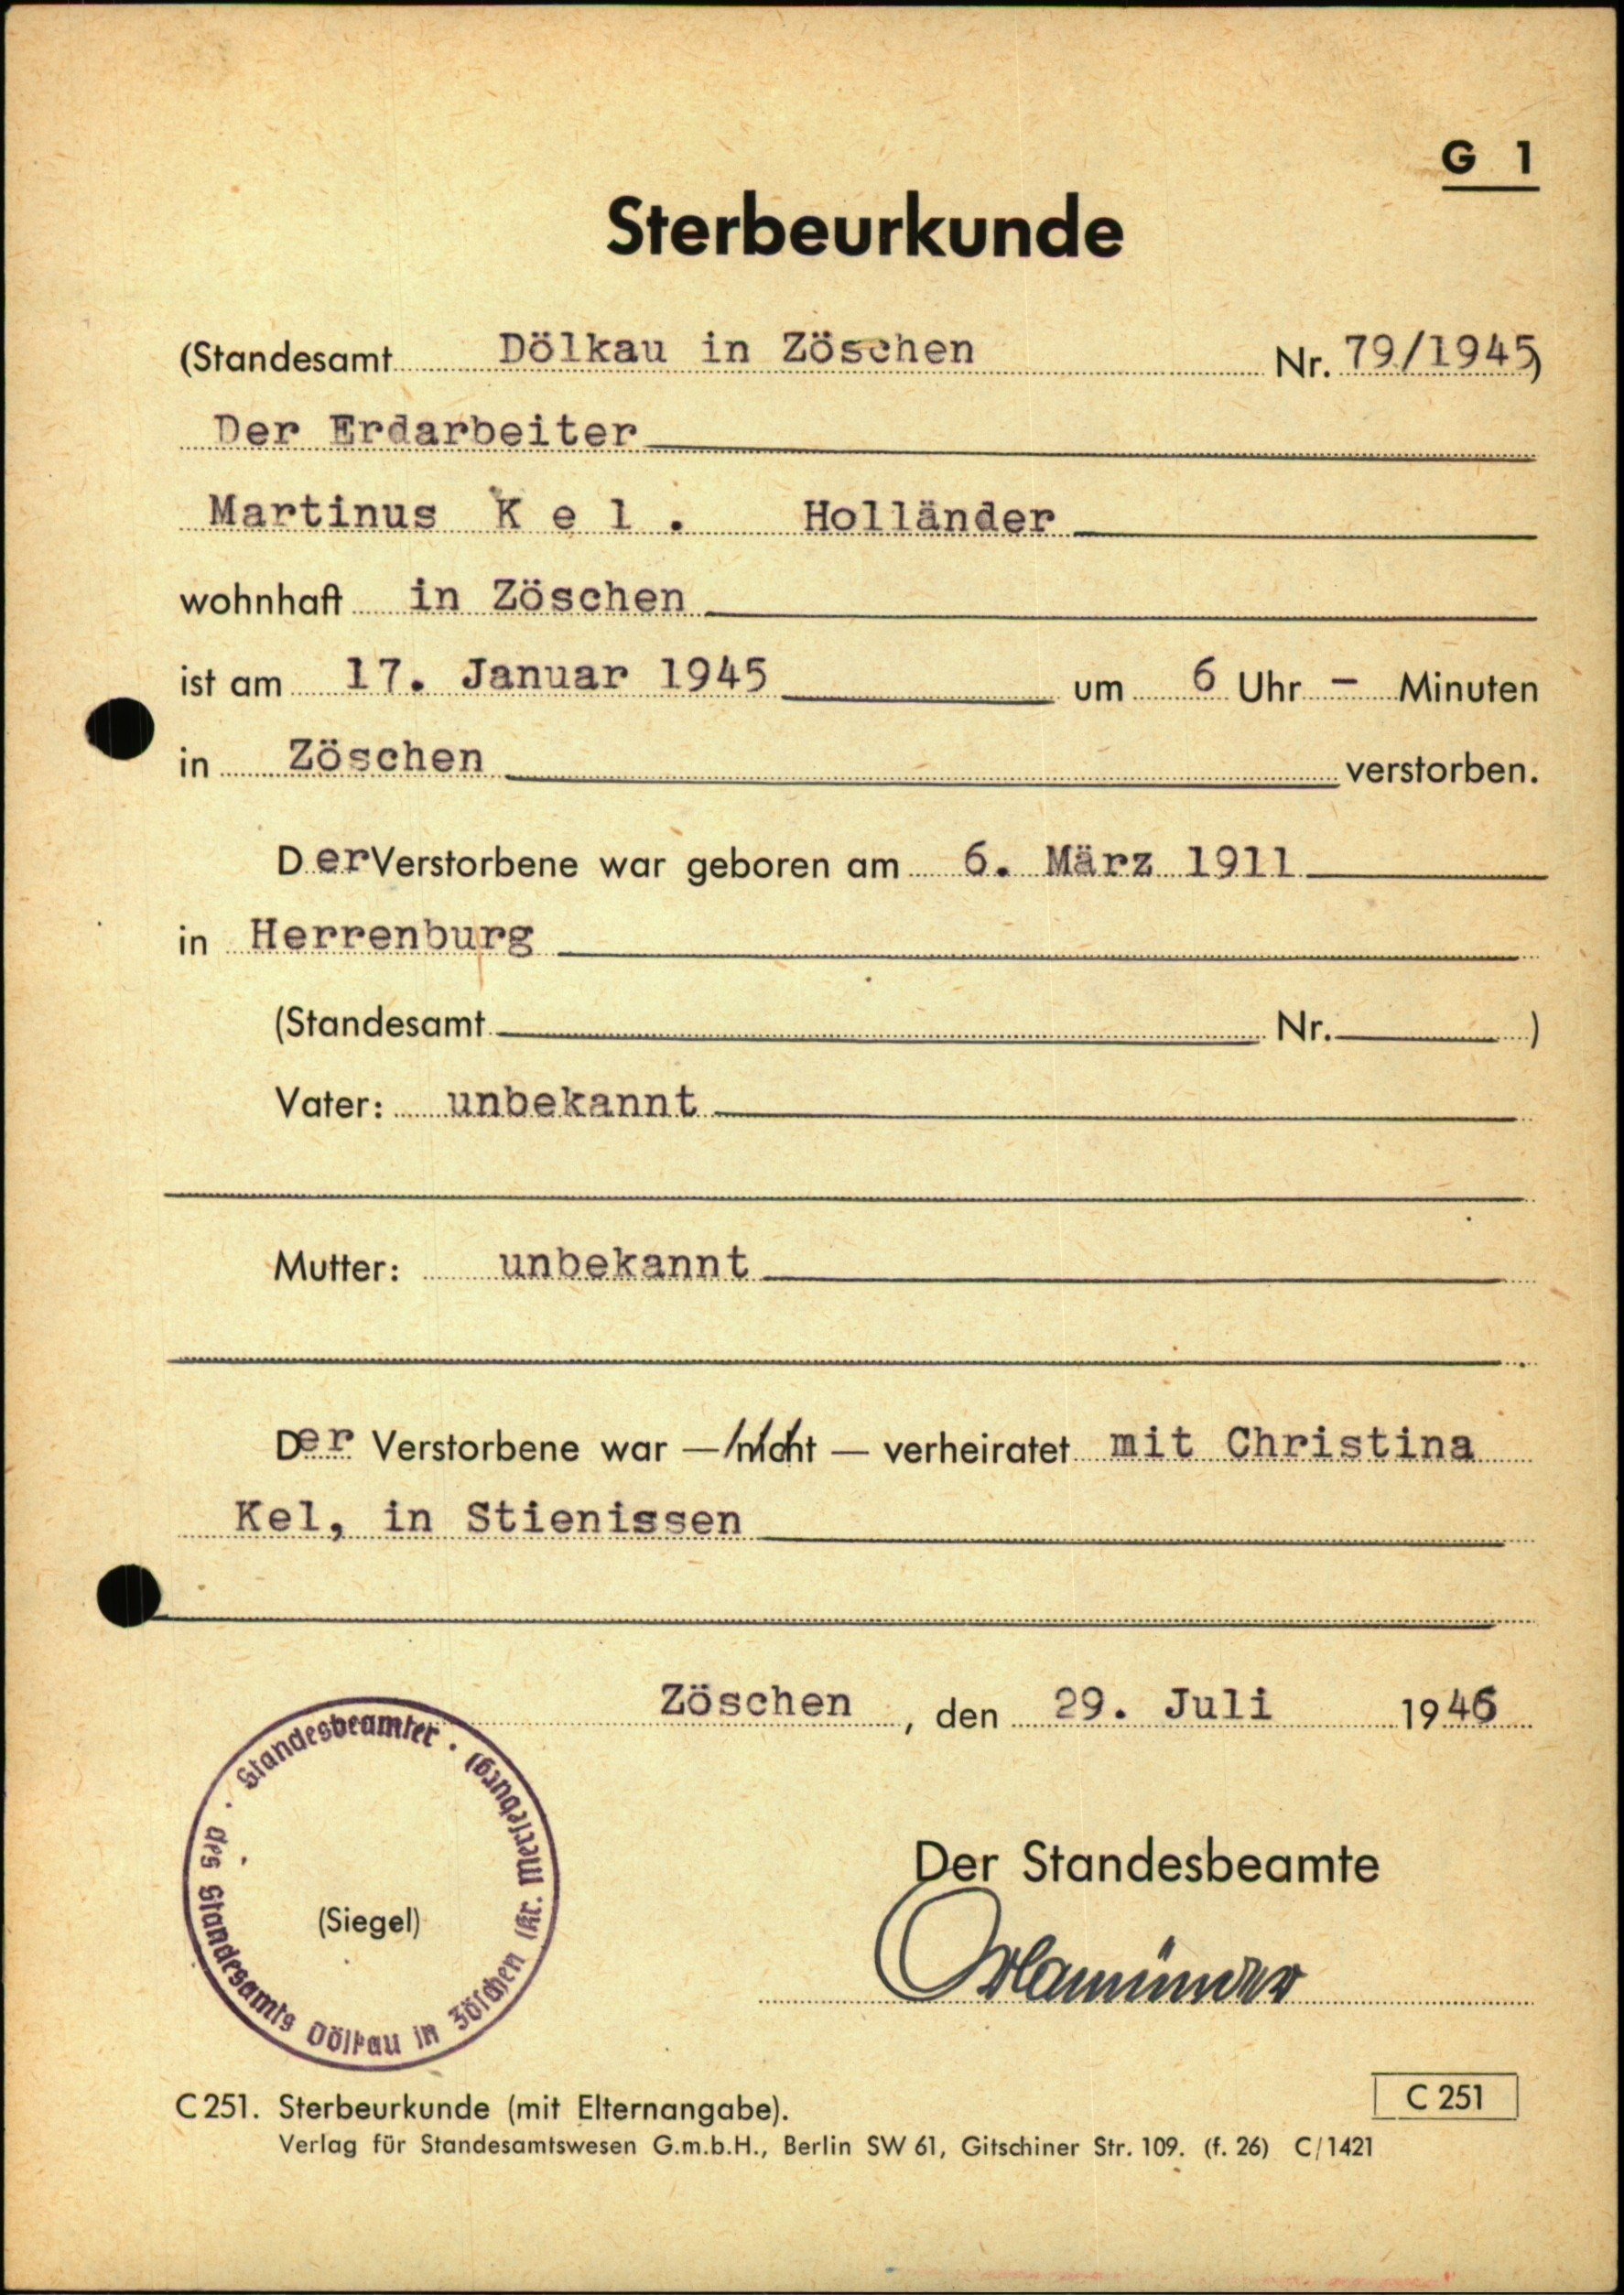 G 1
Sterbeurkunde
(Standesamt Dölkau in Zöschen Nr. 79/1945)
Der Erdarbeiter
Martinus K e l . Holländer
wohnhaft in Zöschen
ist am 17. Januar 1945 um 6 Uhr - Minuten
in Zöschen verstorben.
Der Verstorbene war geboren am 6. März 1911
in Herrenburg
(Standesamt Nr. )
Vater: unbekannt
Mutter: unbekannt
Der Verstorbene war — nicht — verheiratet mit Christina
Kel, in Stienissen
Zöschen, den 29. Juli 1946
Der Standesbeamte
Orlamünder
(Siegel)
Standesbeamter · des Standesamts Dölkau in Zöschen (Kr. Merseburg)
C 251. Sterbeurkunde (mit Elternangabe).
C 251
Verlag für Standesamtswesen G.m.b.H., Berlin SW 61, Gitschiner Str. 109. (f. 26) C/1421